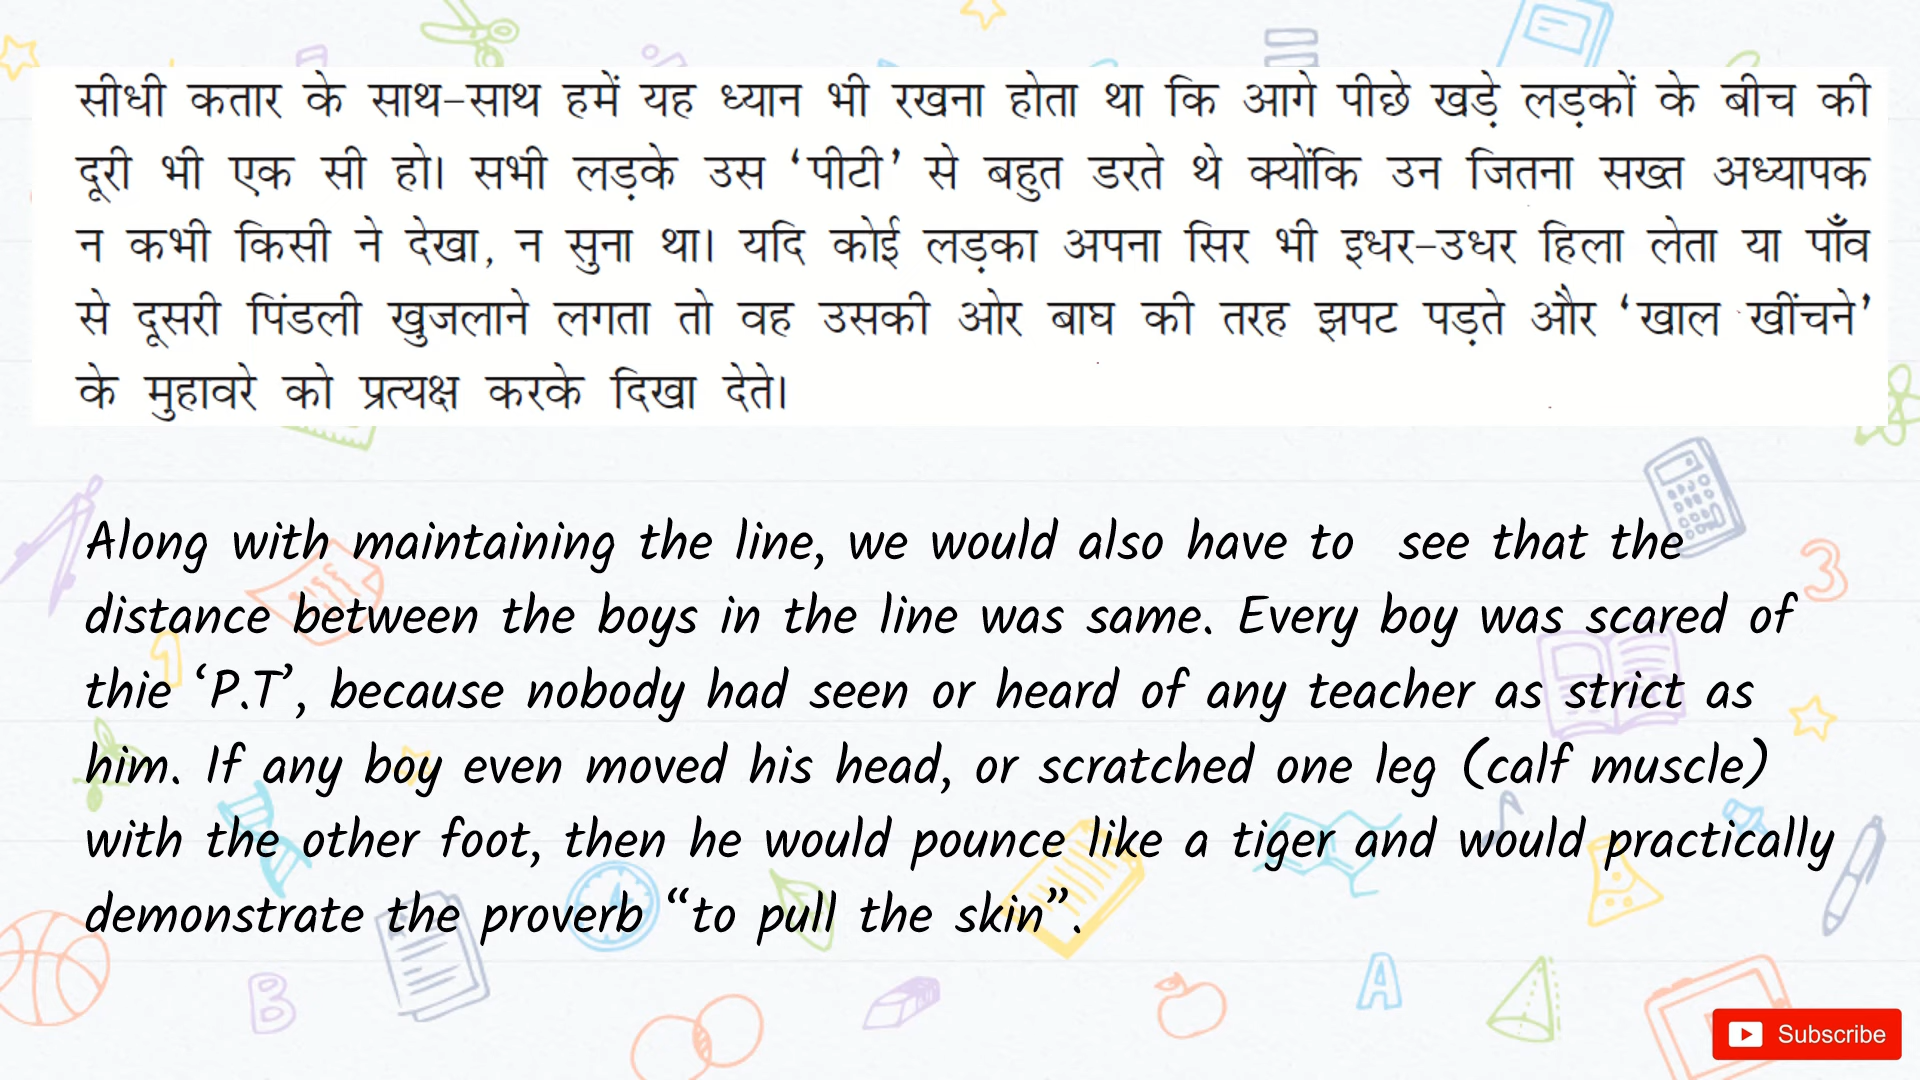 सीधी कतार के साथ-साथ हमें यह ध्यान भी रखना होता था कि आगे पीछे खड़े लड़कों के बीच की
दूरी भी एक सी हो। सभी लड़के उस ‘पीटी’ से बहुत डरते थे क्योंकि उन जितना सख्त अध्यापक
न कभी किसी ने देखा, न सुना था। यदि कोई लड़का अपना सिर भी इधर-उधर हिला लेता या पाँव
से दूसरी पिंडली खुजलाने लगता तो वह उसकी ओर बाघ की तरह झपट पड़ते और ‘खाल खींचने’
के मुहावरे को प्रत्यक्ष करके दिखा देते।
Along with maintaining the line, we would also have to see that the
distance between the boys in the line was same. Every boy was scared of
thie ‘P.T’, because nobody had seen or heard of any teacher as strict as
him. If any boy even moved his head, or scratched one leg (calf muscle)
with the other foot, then he would pounce like a tiger and would practically
demonstrate the proverb “to pull the skin”.
1
3
B
A
Subscribe